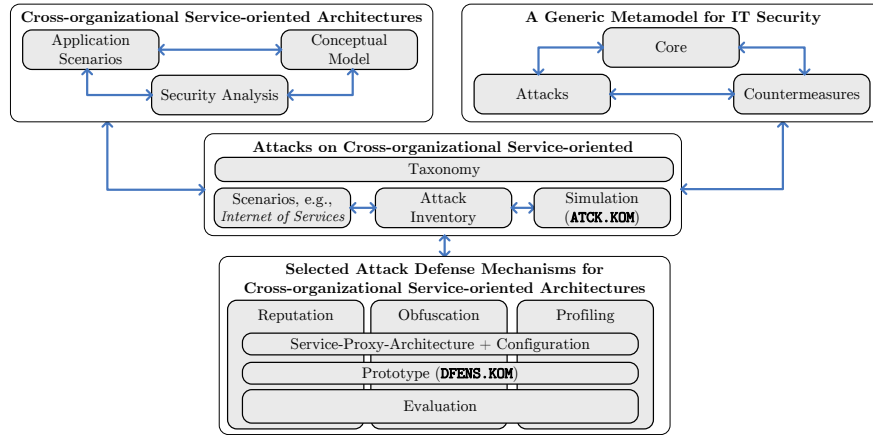 Cross-organizational Service-oriented Architectures
Application
Scenarios
Conceptual
Model
Security Analysis
A Generic Metamodel for IT Security
Core
Attacks
Countermeasures
Attacks on Cross-organizational Service-oriented
Taxonomy
Scenarios, e.g.,
Internet of Services
Attack
Inventory
Simulation
(ATCK.KOM)
Selected Attack Defense Mechanisms for
Cross-organizational Service-oriented Architectures
Reputation
Obfuscation
Profiling
Service-Proxy-Architecture + Configuration
Prototype (DFENS.KOM)
Evaluation